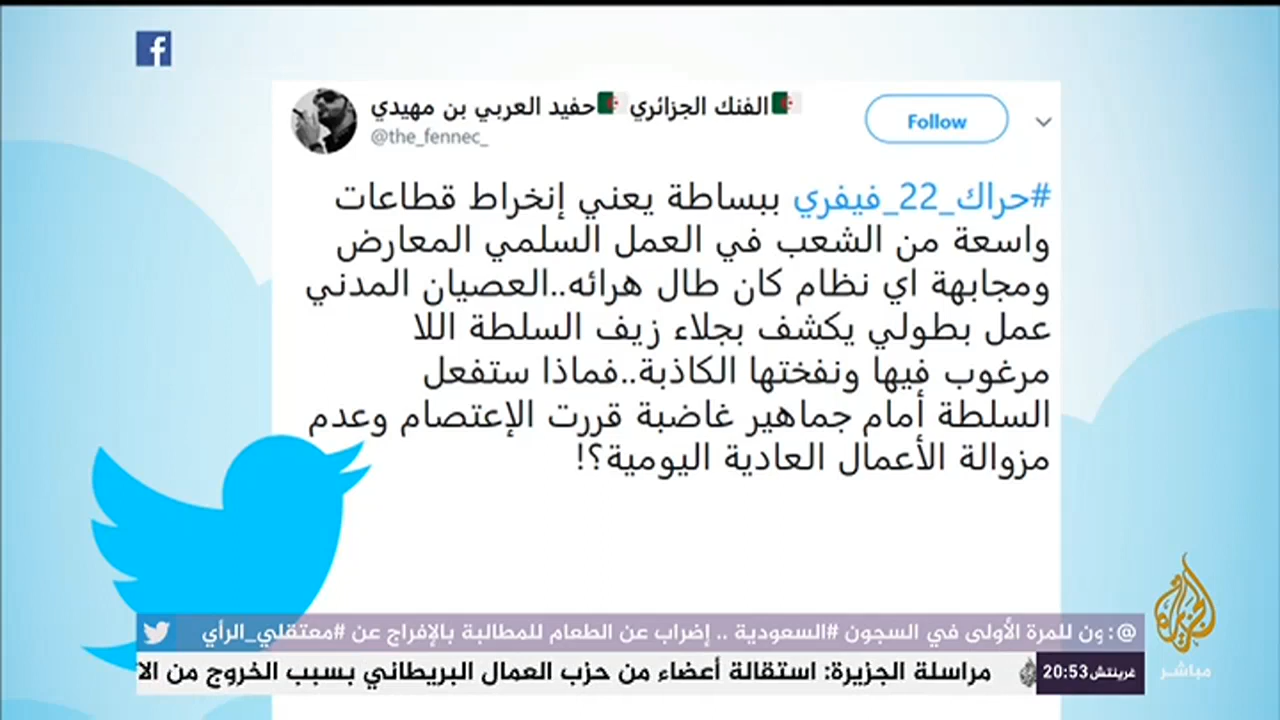 الفنك الجزائري حفيد العربي بن مهيدي
@the_fennec_
Follow
#حراك_22_فيفري ببساطة يعني إنخراط قطاعات
واسعة من الشعب في العمل السلمي المعارض
ومجابهة اي نظام كان طال هرائه..العصيان المدني
عمل بطولي يكشف بجلاء زيف السلطة اللا
مرغوب فيها ونفختها الكاذبة..فماذا ستفعل
السلطة أمام جماهير غاضبة قررت الإعتصام وعدم
مزوالة الأعمال العادية اليومية؟!
@: ون للمرة الأولى في السجون #السعودية .. إضراب عن الطعام للمطالبة بالإفراج عن #معتقلي_الرأي
غرينتش 20:53
مراسلة الجزيرة: استقالة أعضاء من حزب العمال البريطاني بسبب الخروج من الا
الجزيرة
مباشر